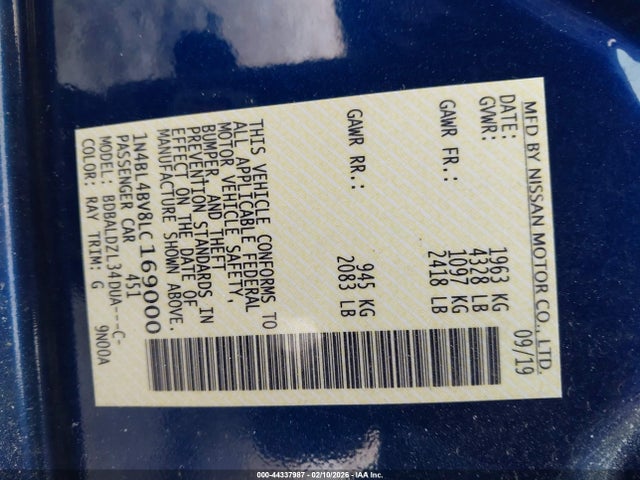 MFD BY NISSAN MOTOR CO., LTD.
DATE: 09/19
GVWR: 1963 KG
4328 LB
GAWR FR.: 1097 KG
2418 LB
GAWR RR.: 945 KG
2083 LB
THIS VEHICLE CONFORMS TO
ALL APPLICABLE FEDERAL
MOTOR VEHICLE SAFETY,
BUMPER, AND THEFT
PREVENTION STANDARDS IN
EFFECT ON THE DATE OF
MANUFACTURE SHOWN ABOVE.
1N4BL4BV8LC169000
PASSENGER CAR 451
MODEL: BDBALDZL34DUA---C-
COLOR: RAY TRIM: G 9N00A
000-44337987 - 02/10/2026 - IAA Inc.